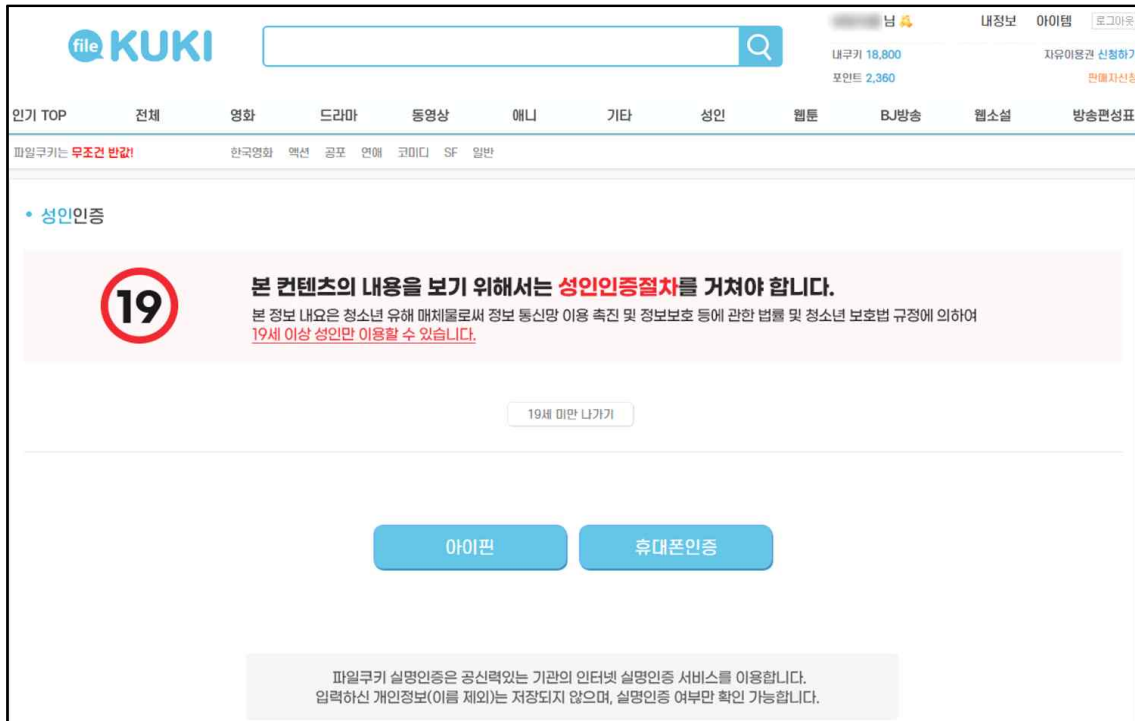 file KUKI
님
내정보 아이템 로그아웃
내쿠키 18,800
자유이용권 신청하기
포인트 2,360
판매자신청
인기 TOP 전체 영화 드라마 동영상 애니 기타 성인 웹툰 BJ방송 웹소설 방송편성표
파일쿠키는 무조건 반값! 한국영화 액션 공포 연애 코미디 SF 일반
• 성인인증
19
본 컨텐츠의 내용을 보기 위해서는 성인인증절차를 거쳐야 합니다.
본 정보 내요은 청소년 유해 매체물로써 정보 통신망 이용 촉진 및 정보보호 등에 관한 법률 및 청소년 보호법 규정에 의하여
19세 이상 성인만 이용할 수 있습니다.
19세 미만 나가기
아이핀
휴대폰인증
파일쿠키 실명인증은 공신력있는 기관의 인터넷 실명인증 서비스를 이용합니다.
입력하신 개인정보(이름 제외)는 저장되지 않으며, 실명인증 여부만 확인 가능합니다.